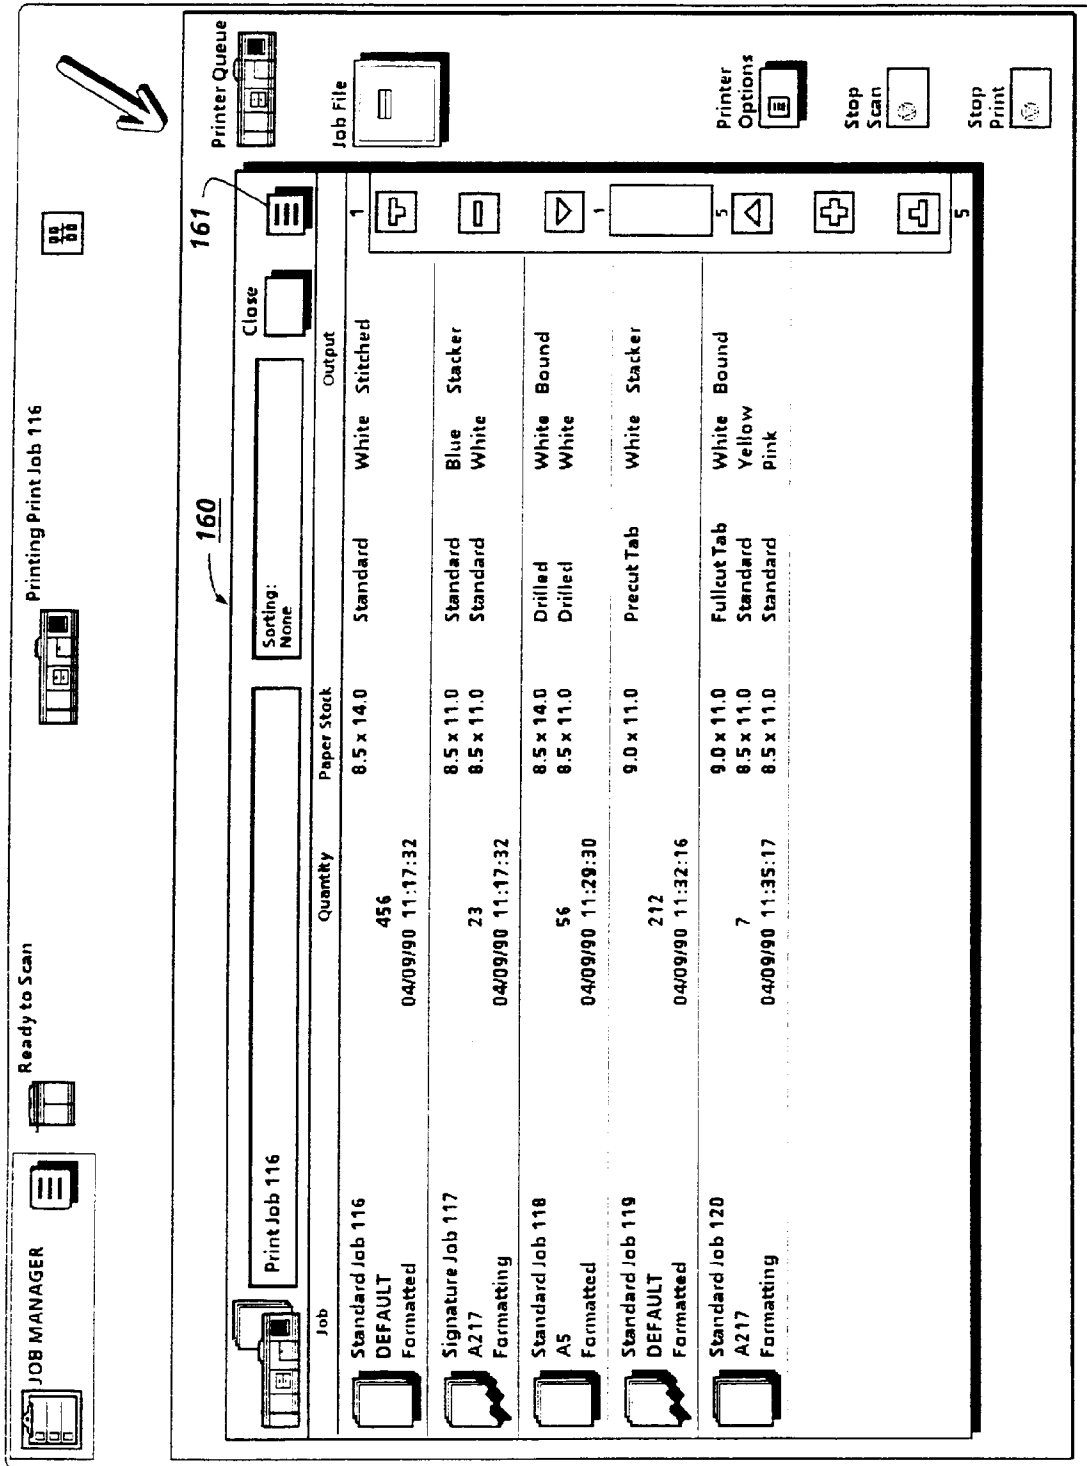 JOB MANAGER
Ready to Scan
Printing Print Job 116
160
161
Print Job 116
Sorting:
None
Close
Printer Queue
Job Quantity Paper Stock Output
Job File
1
Standard Job 116 8.5 x 14.0 Standard White Stitched
DEFAULT 456
Formatted 04/09/90 11:17:32
Signature Job 117 8.5 x 11.0 Standard Blue Stacker
A217 23 8.5 x 11.0 Standard White
Formatting 04/09/90 11:17:32
Standard Job 118 8.5 x 14.0 Drilled White Bound
A5 56 8.5 x 11.0 Drilled White
Formatted 04/09/90 11:29:30
1
Standard Job 119 9.0 x 11.0 Precut Tab White Stacker
DEFAULT 212
Formatted 04/09/90 11:32:16
Standard Job 120 9.0 x 11.0 Fullcut Tab White Bound
A217 7 8.5 x 11.0 Standard Yellow
Formatting 04/09/90 11:35:17 8.5 x 11.0 Standard Pink
5
5
Printer
Options
Stop
Scan
Stop
Print